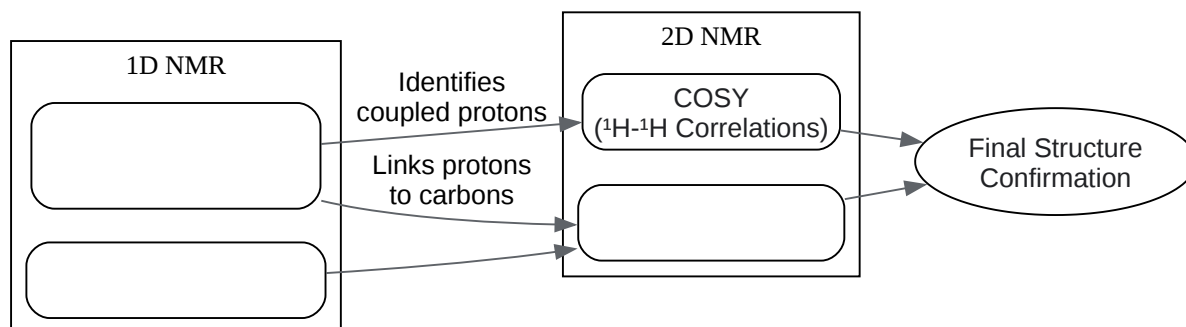 1D NMR
Identifies
coupled protons
Links protons
to carbons
2D NMR
COSY
(¹H-¹H Correlations)
Final Structure
Confirmation